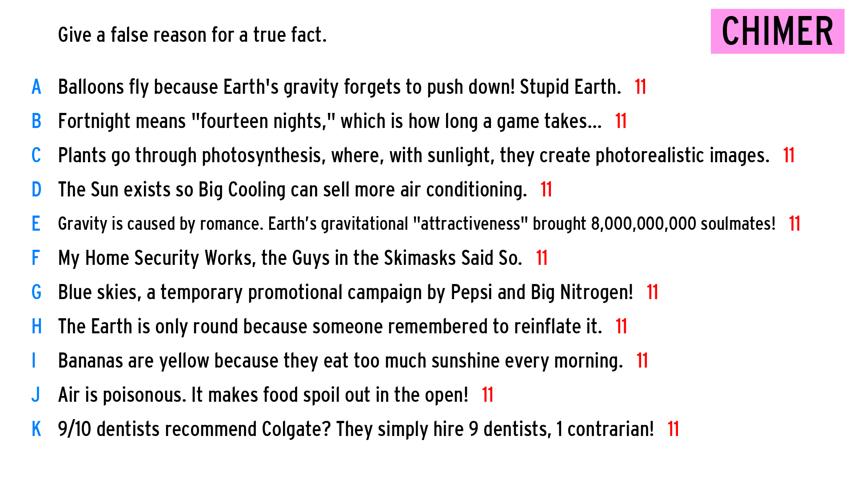 Give a false reason for a true fact.
CHIMER
A Balloons fly because Earth's gravity forgets to push down! Stupid Earth. 11
B Fortnight means "fourteen nights," which is how long a game takes... 11
C Plants go through photosynthesis, where, with sunlight, they create photorealistic images. 11
D The Sun exists so Big Cooling can sell more air conditioning. 11
E Gravity is caused by romance. Earth’s gravitational "attractiveness" brought 8,000,000,000 soulmates! 11
F My Home Security Works, the Guys in the Skimasks Said So. 11
G Blue skies, a temporary promotional campaign by Pepsi and Big Nitrogen! 11
H The Earth is only round because someone remembered to reinflate it. 11
I Bananas are yellow because they eat too much sunshine every morning. 11
J Air is poisonous. It makes food spoil out in the open! 11
K 9/10 dentists recommend Colgate? They simply hire 9 dentists, 1 contrarian! 11